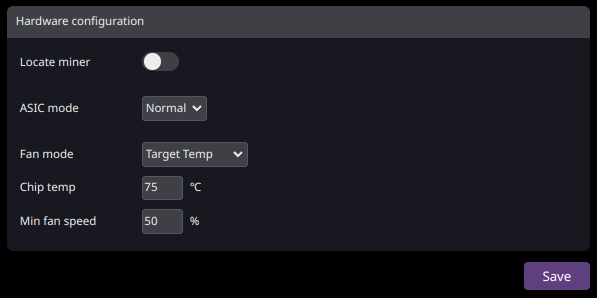 Hardware configuration
Locate miner
ASIC mode Normal
Fan mode Target Temp
Chip temp 75 °C
Min fan speed 50 %
Save